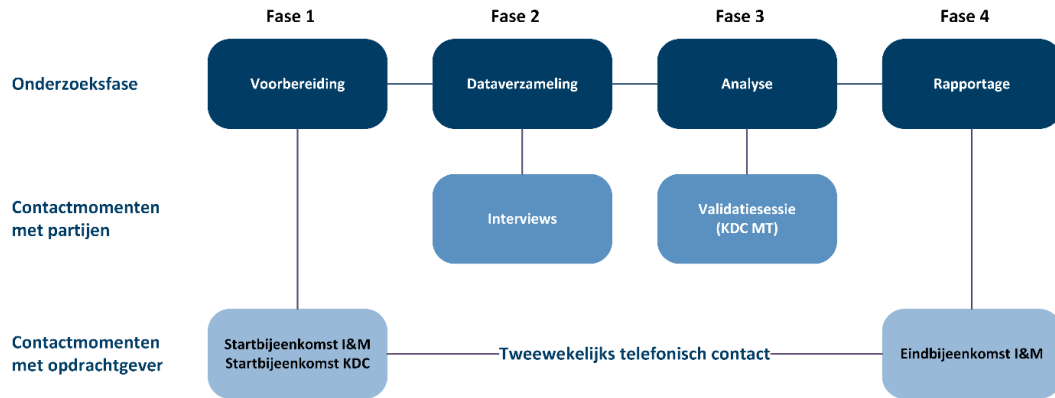 Fase 1
Fase 2
Fase 3
Fase 4
Onderzoeksfase
Voorbereiding
Dataverzameling
Analyse
Rapportage
Contactmomenten
met partijen
Interviews
Validatiesessie
(KDC MT)
Contactmomenten
met opdrachtgever
Startbijeenkomst I&M
Startbijeenkomst KDC
Tweewekelijks telefonisch contact
Eindbijeenkomst I&M